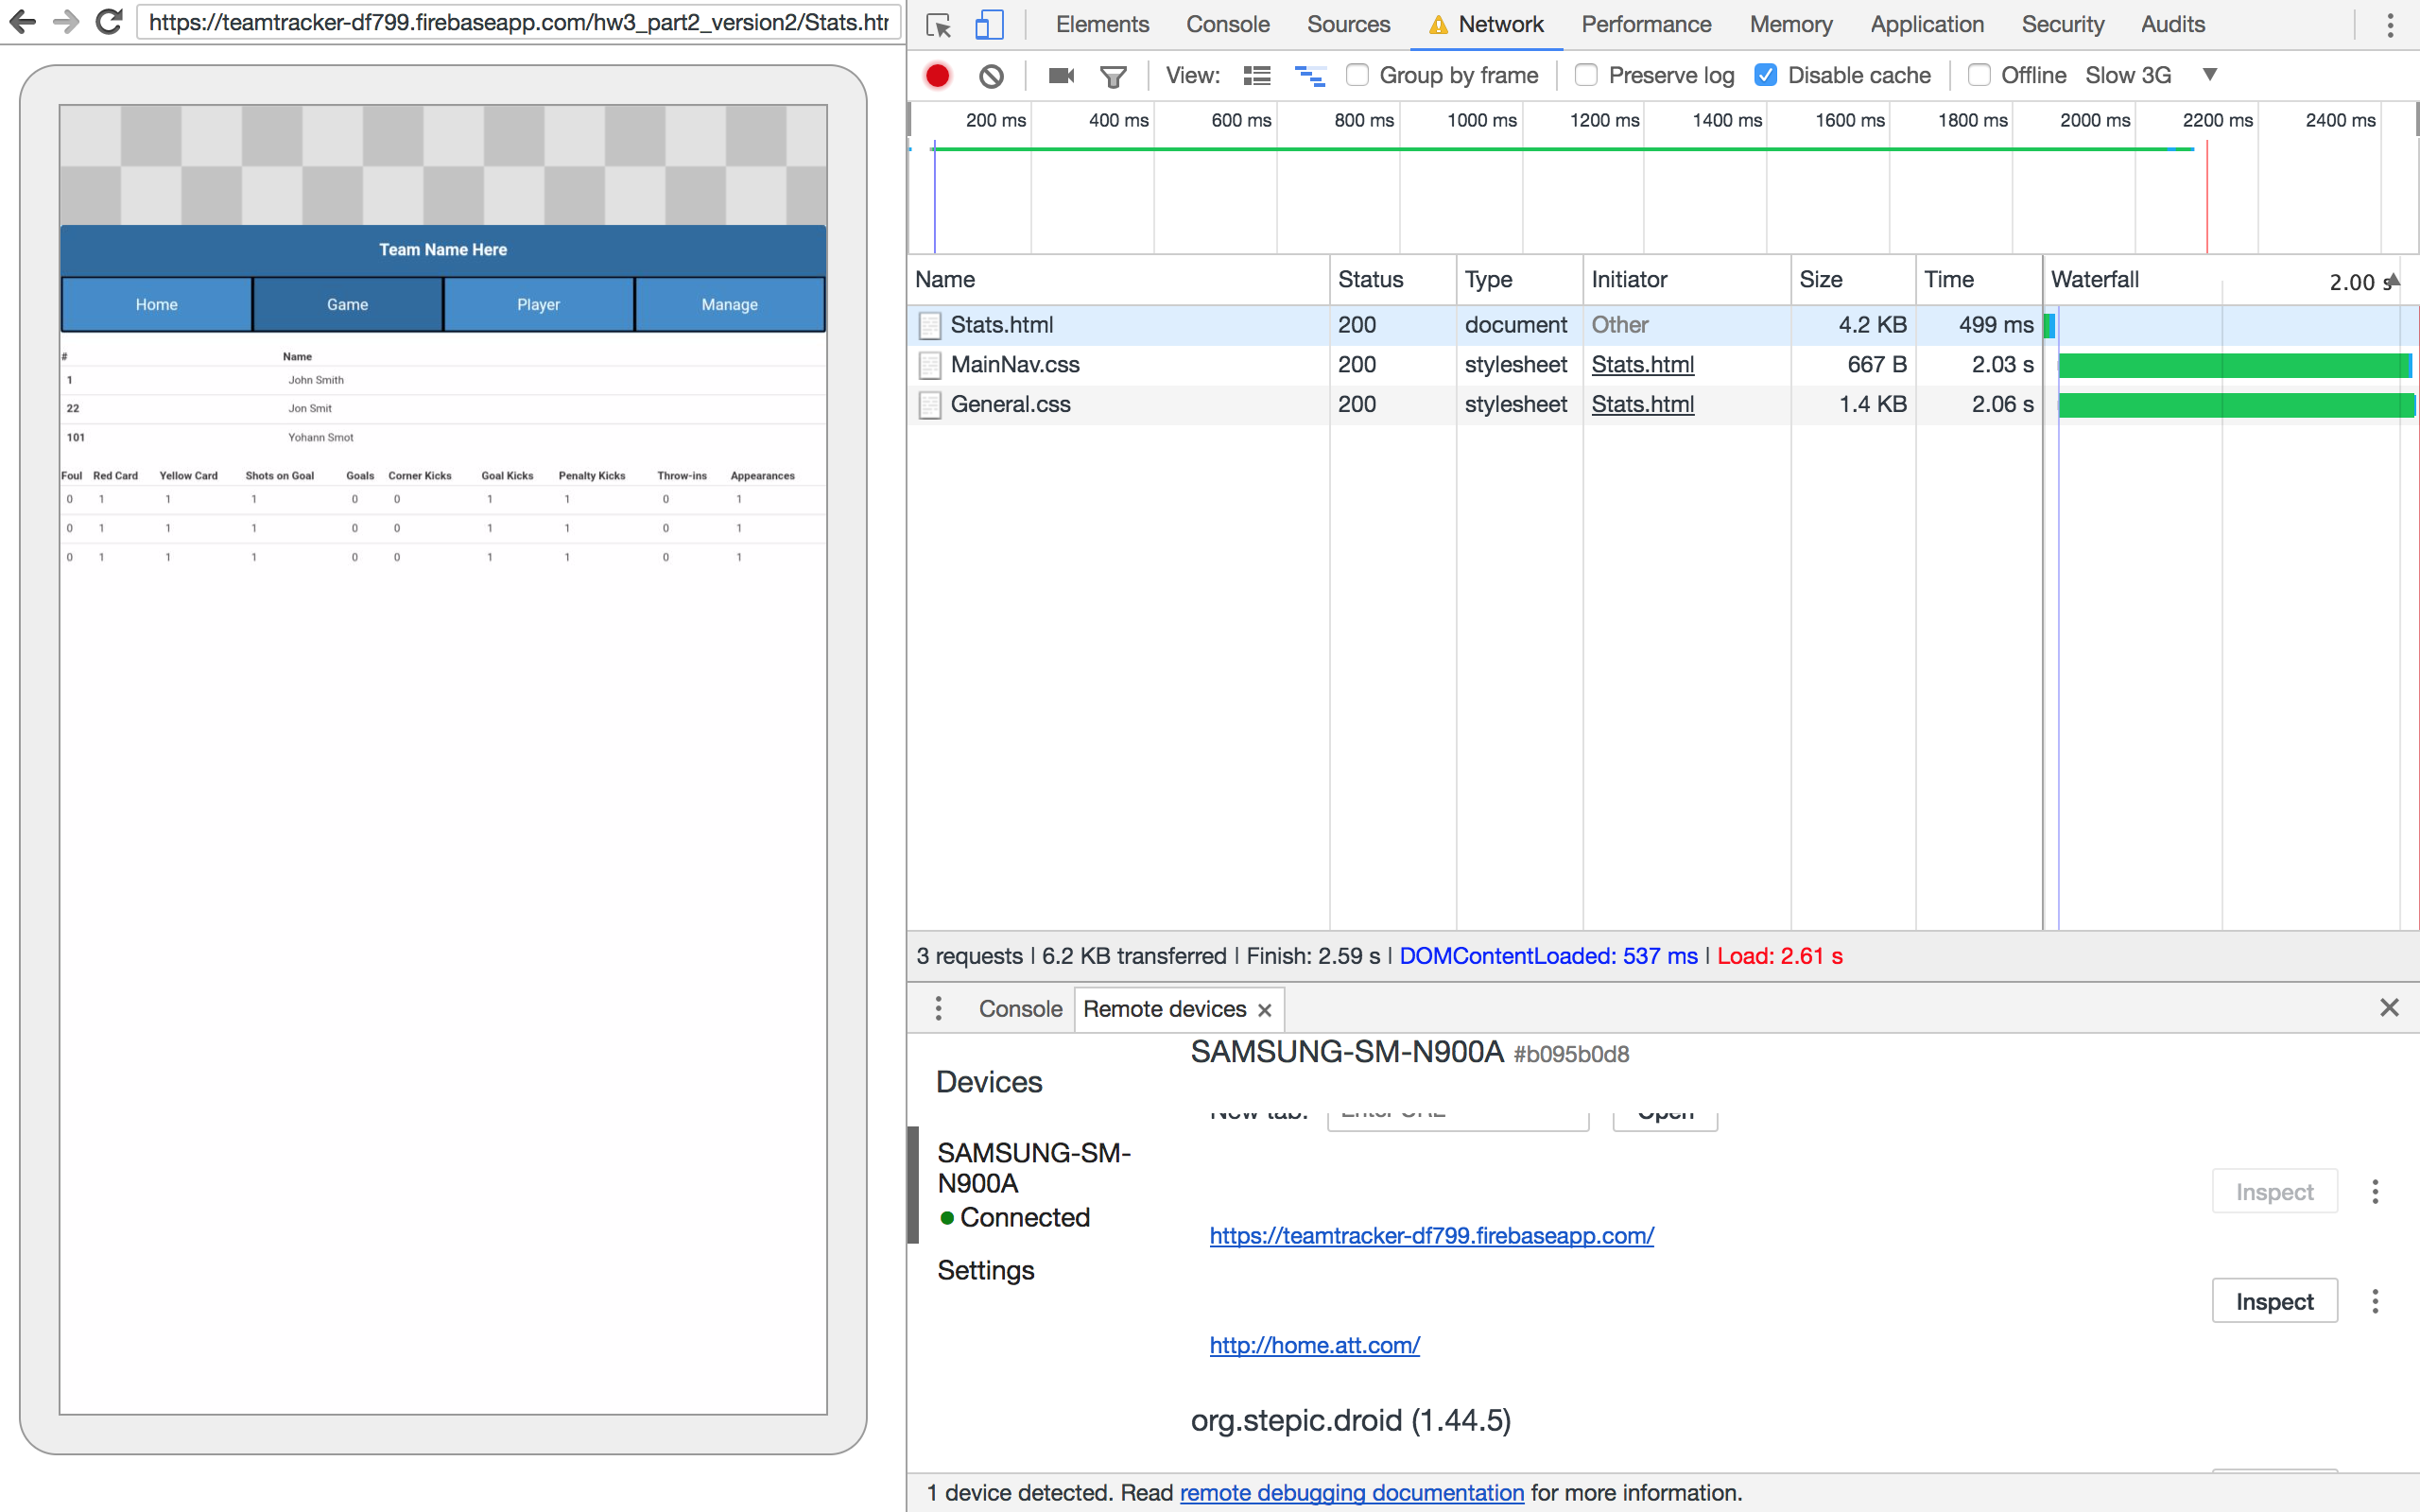 https://teamtracker-df799.firebaseapp.com/hw3_part2_version2/Stats.htr
Team Name Here
Home Game Player Manage
# Name
1 John Smith
22 Jon Smit
101 Yohann Smot
Foul Red Card Yellow Card Shots on Goal Goals Corner Kicks Goal Kicks Penalty Kicks Throw-ins Appearances
0 1 1 1 0 0 1 1 0 1
0 1 1 1 0 0 1 1 0 1
0 1 1 1 0 0 1 1 0 1
Elements Console Sources Network Performance Memory Application Security Audits
View: Group by frame Preserve log Disable cache Offline Slow 3G
200 ms 400 ms 600 ms 800 ms 1000 ms 1200 ms 1400 ms 1600 ms 1800 ms 2000 ms 2200 ms 2400 ms
Name Status Type Initiator Size Time Waterfall 2.00 s
Stats.html 200 document Other 4.2 KB 499 ms
MainNav.css 200 stylesheet Stats.html 667 B 2.03 s
General.css 200 stylesheet Stats.html 1.4 KB 2.06 s
3 requests | 6.2 KB transferred | Finish: 2.59 s | DOMContentLoaded: 537 ms | Load: 2.61 s
Console Remote devices
Devices
SAMSUNG-SM-
N900A
Connected
Settings
SAMSUNG-SM-N900A #b095b0d8
New tab: Enter URL Open
Inspect
https://teamtracker-df799.firebaseapp.com/
Inspect
http://home.att.com/
org.stepic.droid (1.44.5)
1 device detected. Read remote debugging documentation for more information.